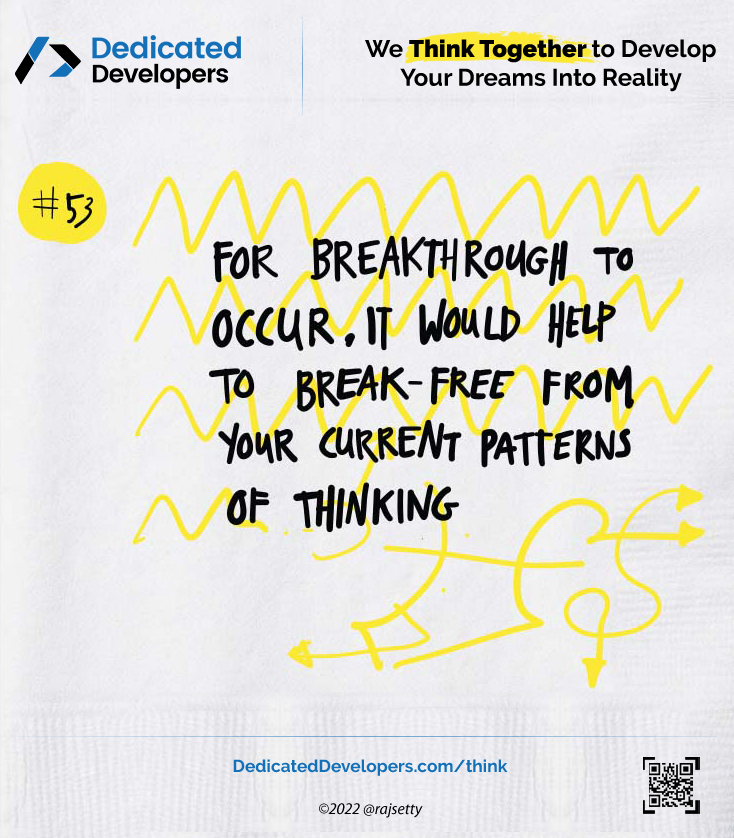 Dedicated
Developers
We Think Together to Develop
Your Dreams Into Reality
#53
FOR BREAKTHROUGH TO
OCCUR, IT WOULD HELP
TO BREAK-FREE FROM
YOUR CURRENT PATTERNS
OF THINKING
DedicatedDevelopers.com/think
©2022 @rajsetty